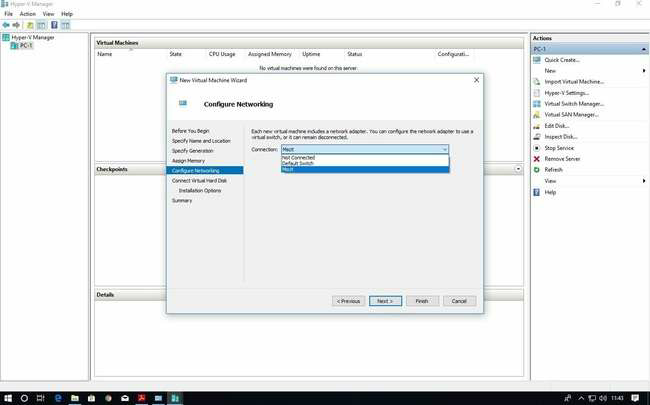 Hyper-V Manager
File Action View Help
Hyper-V Manager
PC-1
Virtual Machines
Name State CPU Usage Assigned Memory Uptime Status Configurati...
No virtual machines were found on this server.
Checkpoints
Details
New Virtual Machine Wizard
Configure Networking
Before You Begin
Specify Name and Location
Specify Generation
Assign Memory
Configure Networking
Connect Virtual Hard Disk
Installation Options
Summary
Each new virtual machine includes a network adapter. You can configure the network adapter to use a
virtual switch, or it can remain disconnected.
Connection:
Not Connected
Default Switch
< Previous Next > Finish Cancel
Actions
PC-1
Quick Create...
New
Import Virtual Machine...
Hyper-V Settings...
Virtual Switch Manager...
Virtual SAN Manager...
Edit Disk...
Inspect Disk...
Stop Service
Remove Server
Refresh
View
Help
11:43